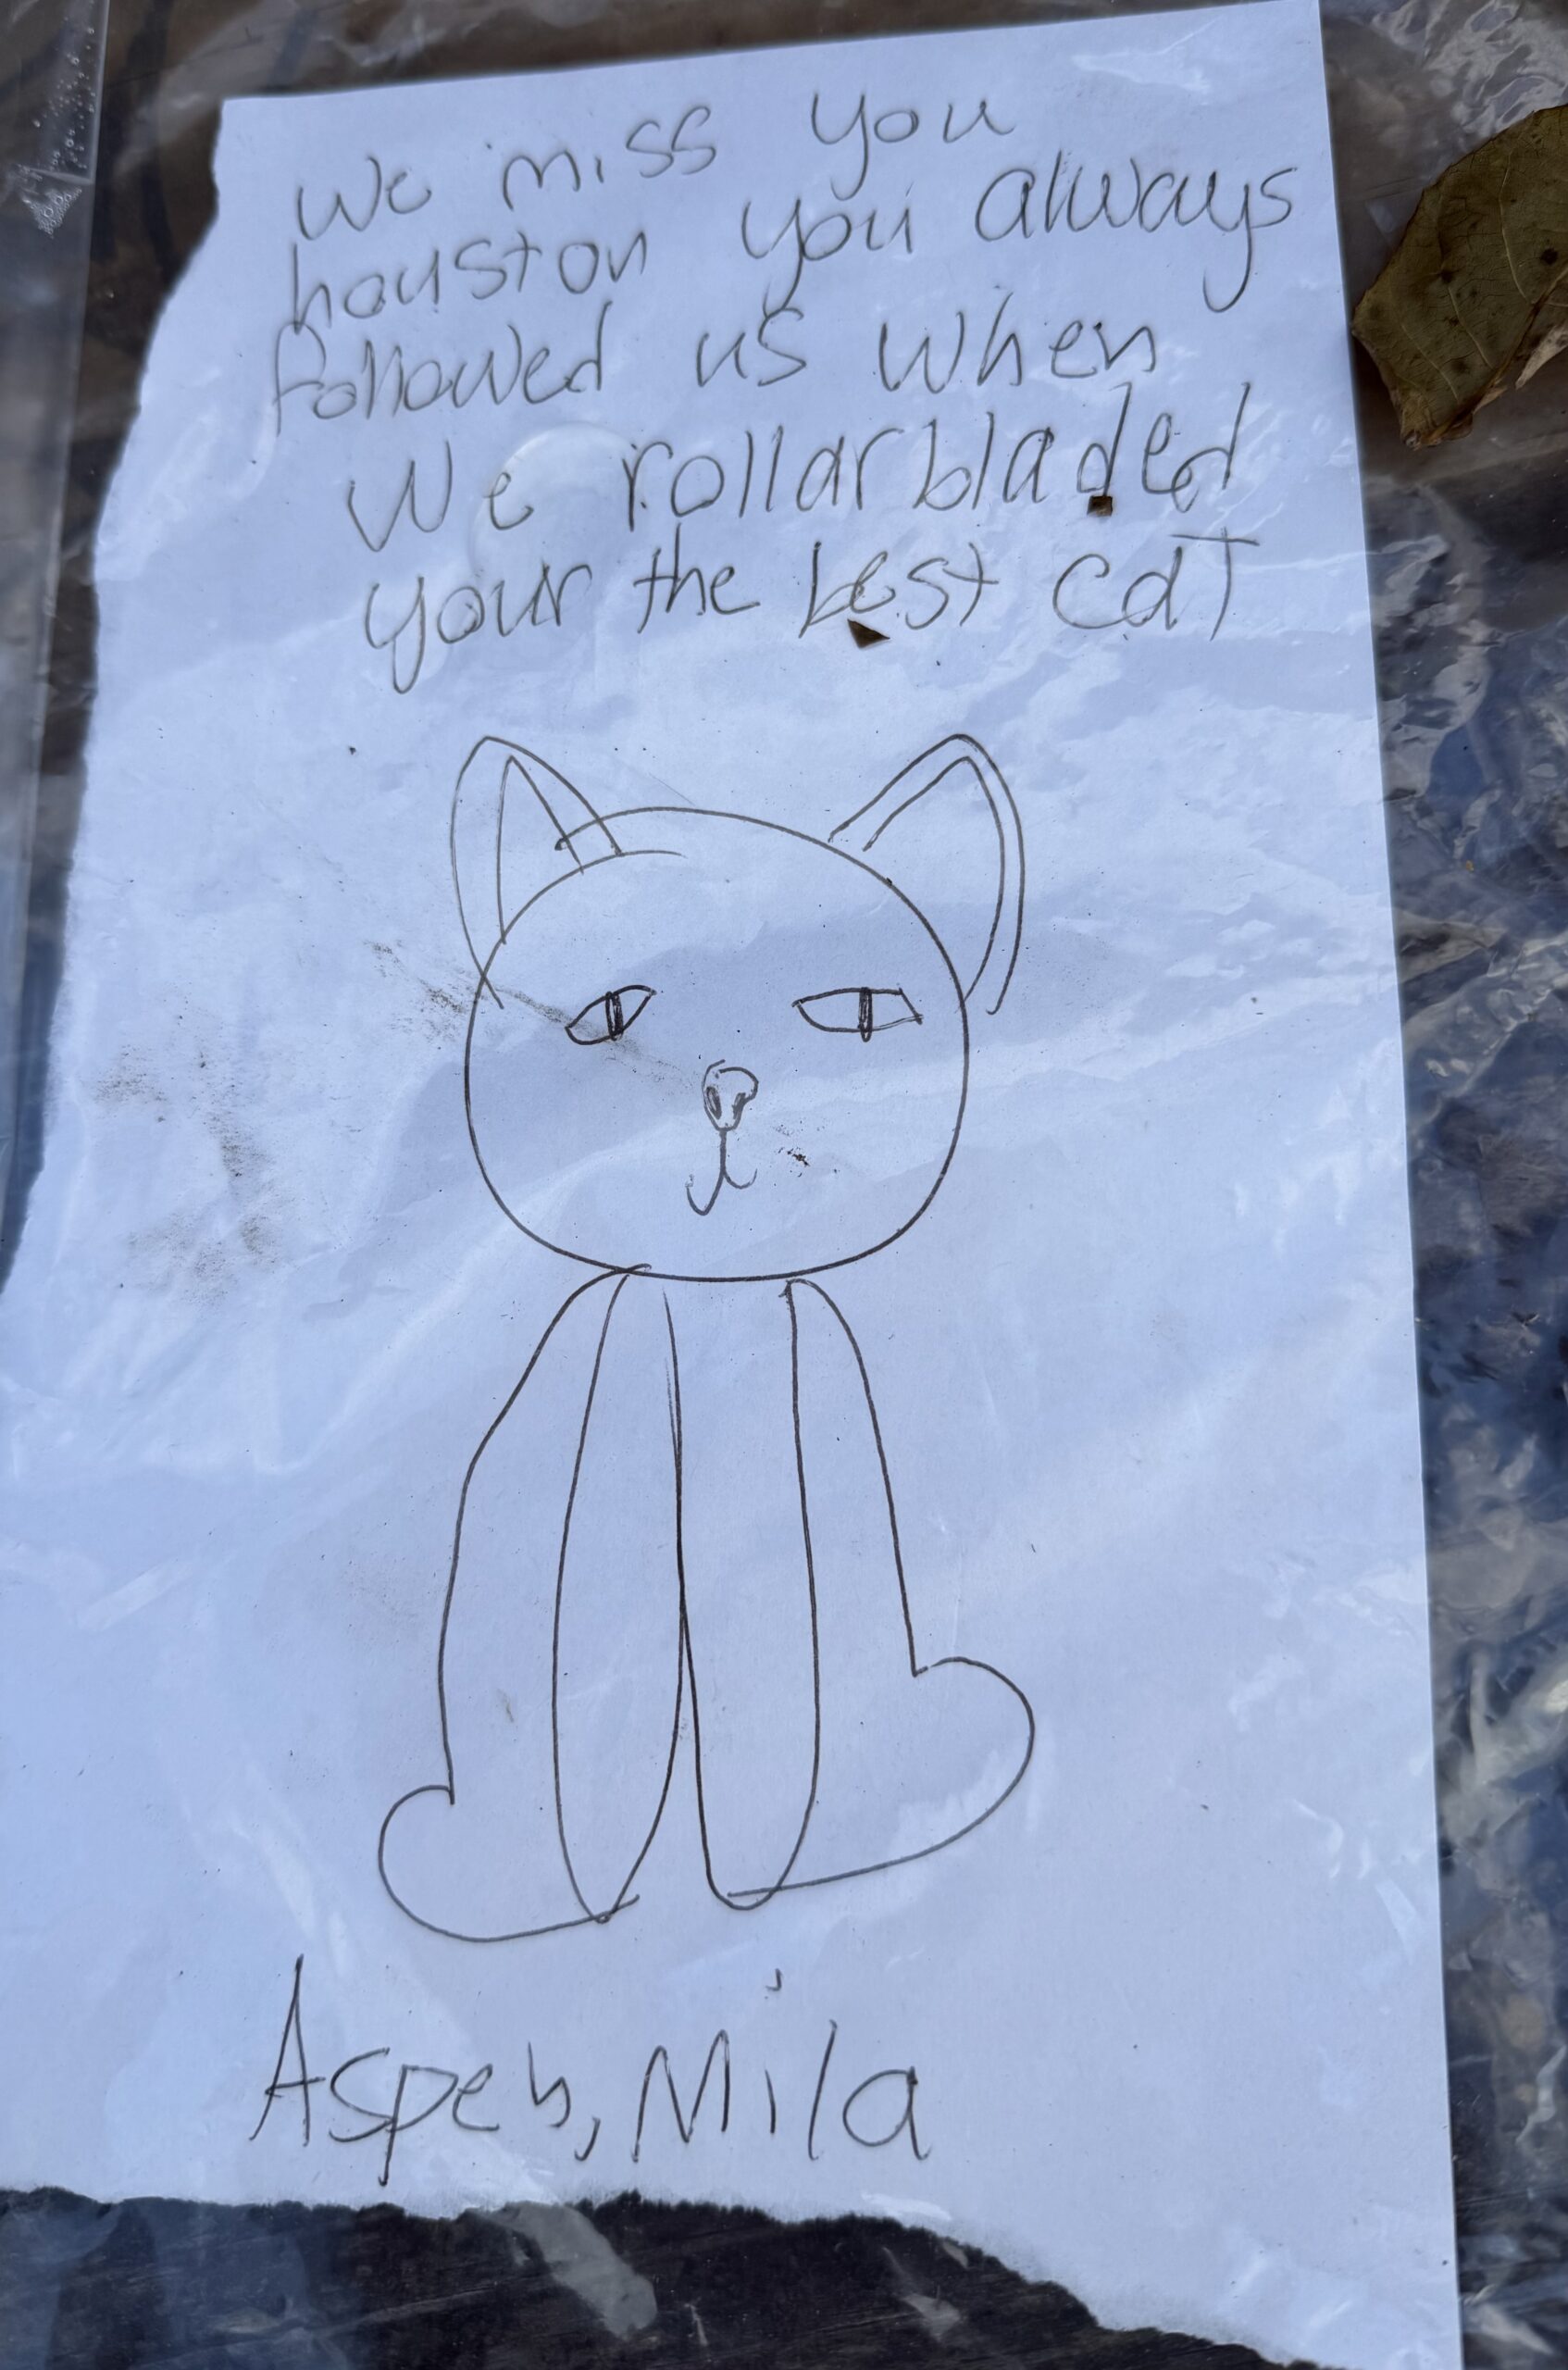 We miss you
houston you always
followed us when
We rollarbladed
your the best cat
Aspen, Mila